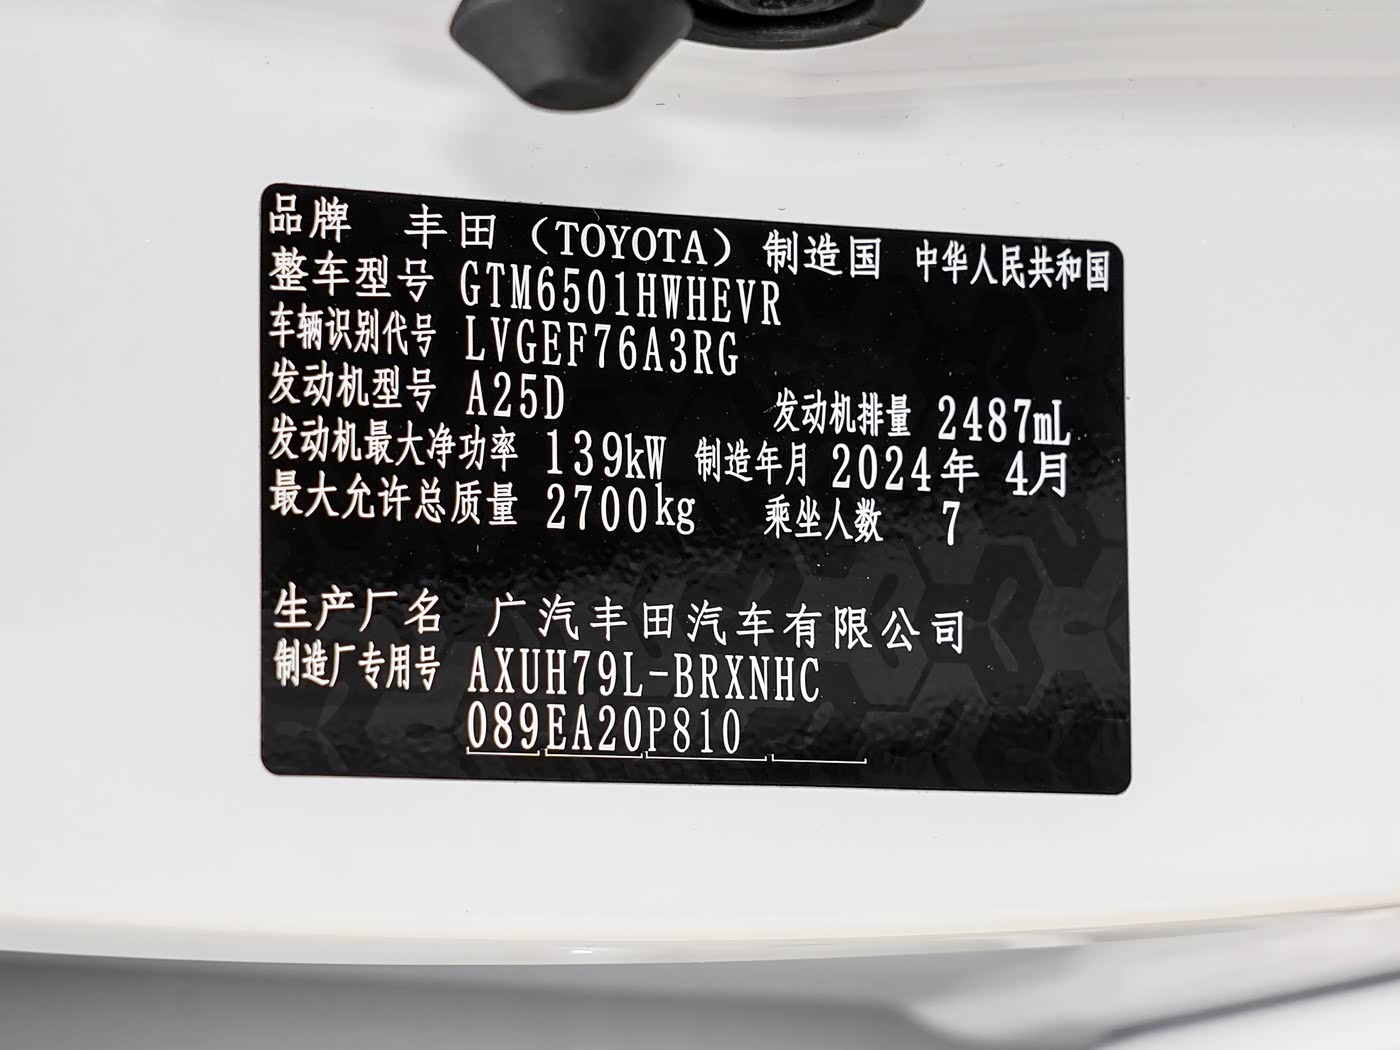 品牌 丰田（TOYOTA） 制造国 中华人民共和国
整车型号 GTM6501HWHEVR
车辆识别代号 LVGEF76A3RG
发动机型号 A25D 发动机排量 2487mL
发动机最大净功率 139kW 制造年月 2024年 4月
最大允许总质量 2700kg 乘坐人数 7
生产厂名 广汽丰田汽车有限公司
制造厂专用号 AXUH79L-BRXNHC
089EA20P810